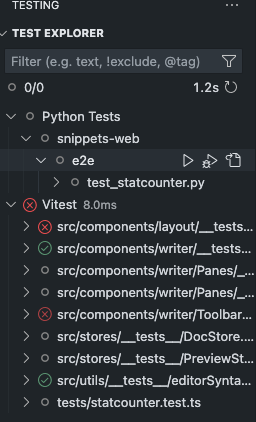 TESTING
TEST EXPLORER
Filter (e.g. text, !exclude, @tag)
0/0 1.2s
Python Tests
snippets-web
e2e
test_statcounter.py
Vitest 8.0ms
src/components/layout/__tests...
src/components/writer/__tests...
src/components/writer/Panes/_...
src/components/writer/Panes/_...
src/components/writer/Toolbar...
src/stores/__tests__/DocStore....
src/stores/__tests__/PreviewSt...
src/utils/__tests__/editorSynta...
tests/statcounter.test.ts